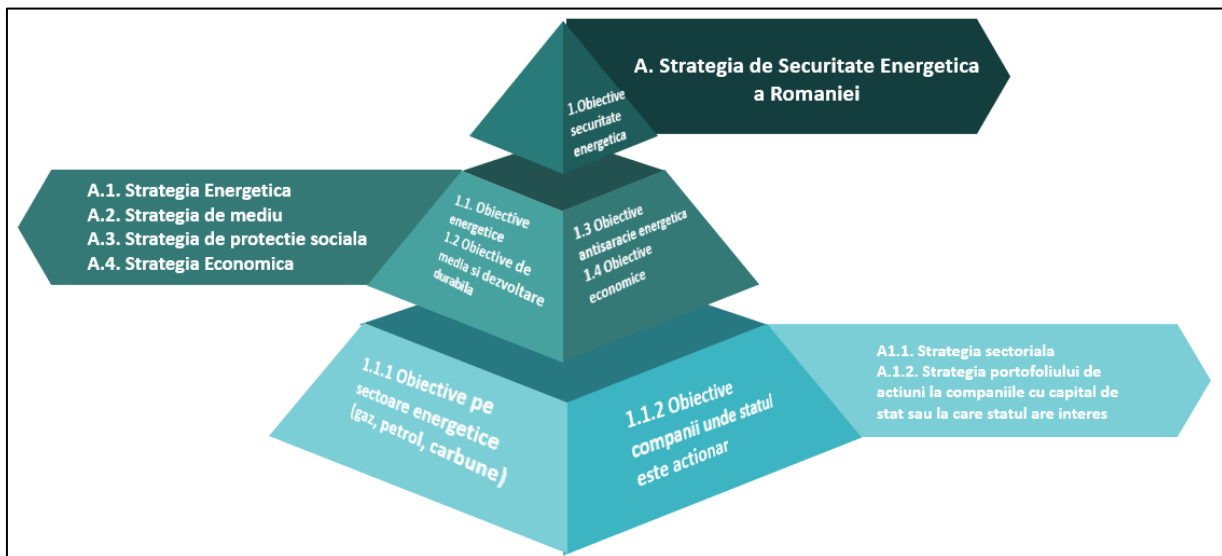 A. Strategia de Securitate Energetica
a Romaniei
1.Obiective
securitate
energetica
A.1. Strategia Energetica
A.2. Strategia de mediu
A.3. Strategia de protectie sociala
A.4. Strategia Economica
1.1. Obiective
energetice
1.2 Obiective de
media si dezvoltare
durabila
1.3 Obiective
antisaracie energetica
1.4 Obiective
economice
1.1.1 Obiective pe
sectoare energetice
(gaz, petrol, carbune)
1.1.2 Obiective
companii unde statul
este actionar
A1.1. Strategia sectoriala
A.1.2. Strategia portofoliului de
actiuni la companiile cu capital de
stat sau la care statul are interes